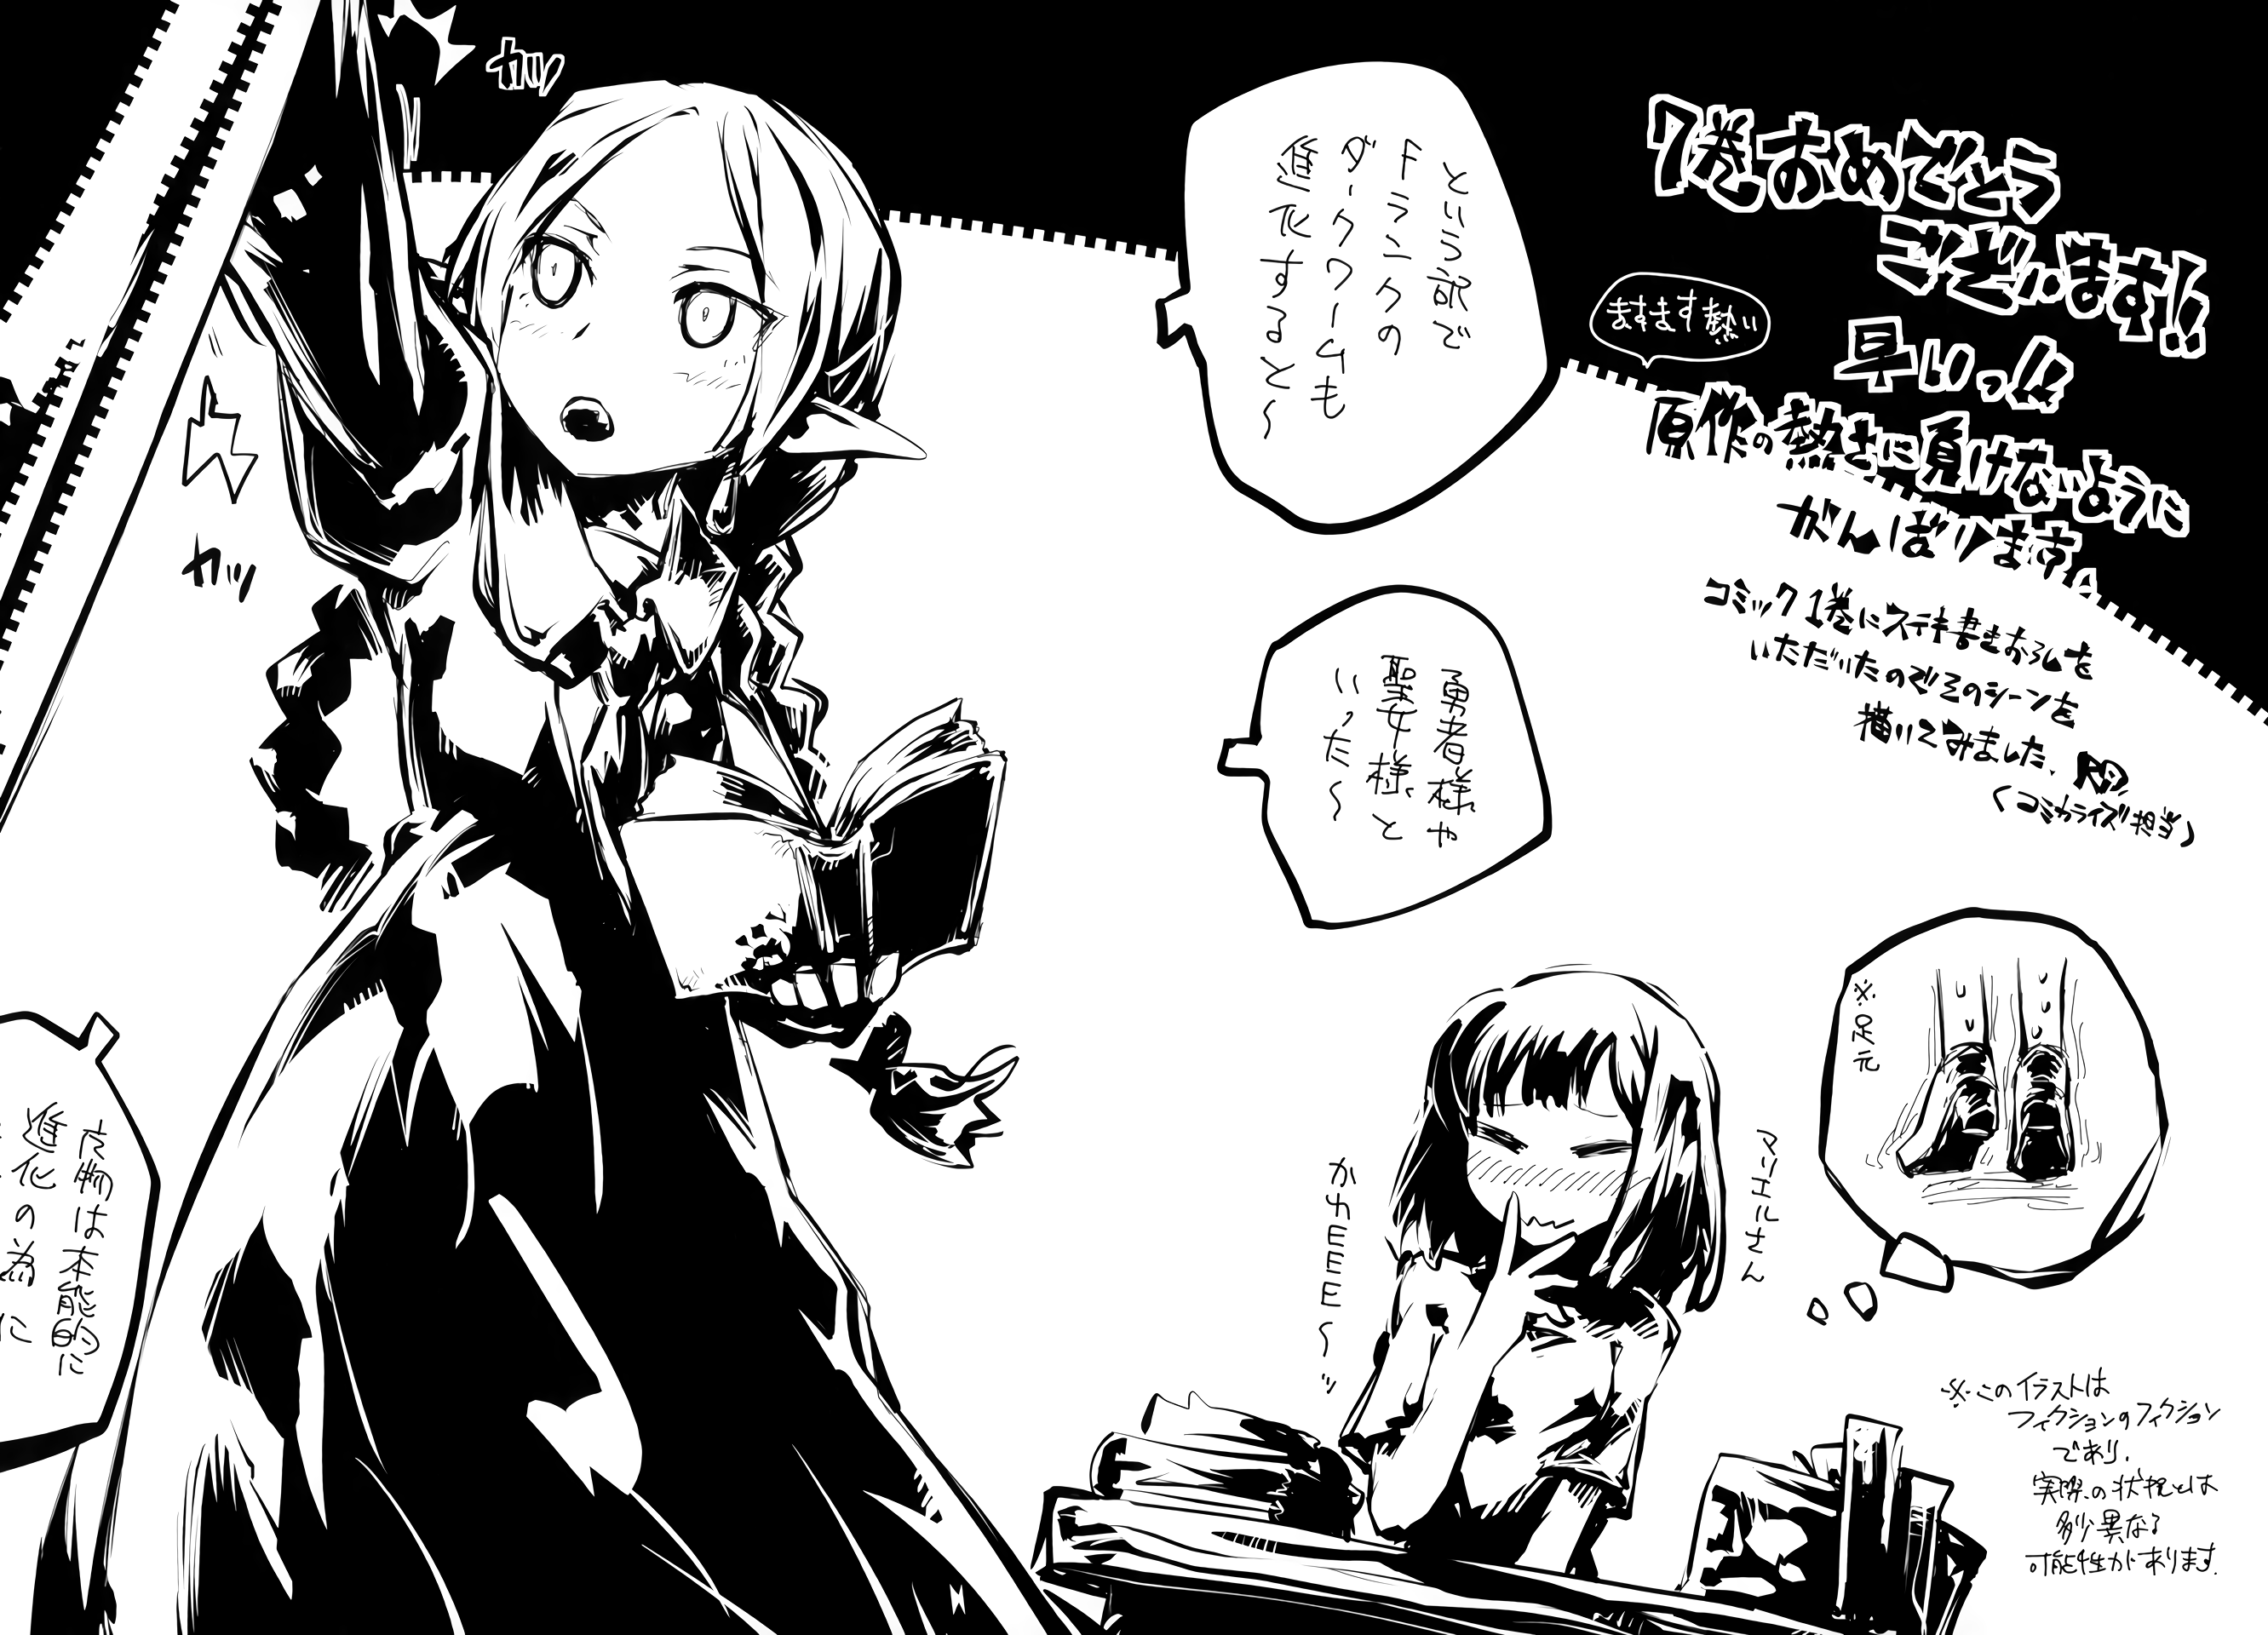 7巻おめでとう
ございます!!
早いっ!!
ますます熱い
原作の熱さに負けないように
がんばります。
コミック1巻にステキ書きおろしを
いただいたのでそのシーンを
描いてみました。
(コミカライズ担当)
という訳で
Fランクの
ダークワームも
進化すると〜
勇者様や
聖女様、と
いった〜
カッ
カッ
※足元
マリエルさん
かわEEEE〜ッ
魔物は本能的に
進化の為に
※このイラストは
フィクションのフィクション
であり、
実際の状況とは
多少異なる
可能性があります。